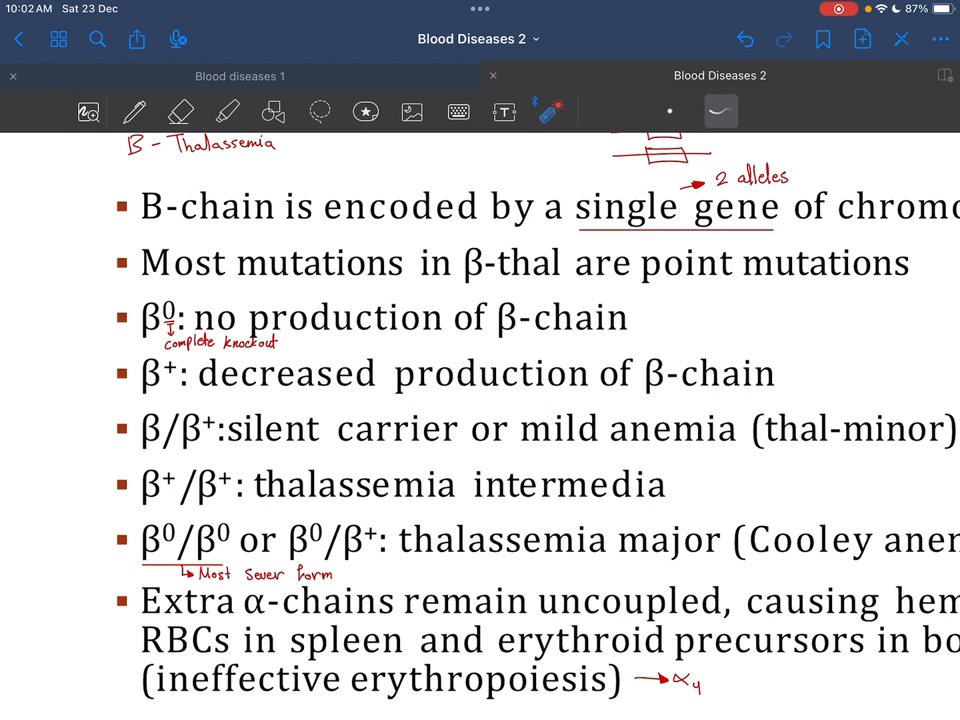 10:02 AM Sat 23 Dec
87%
Blood Diseases 2
Blood diseases 1
Blood Diseases 2
T
B - Thalassemia
2 alleles
B-chain is encoded by a single gene of chromo
Most mutations in β-thal are point mutations
β⁰: no production of β-chain
complete knockout
β⁺: decreased production of β-chain
β/β⁺:silent carrier or mild anemia (thal-minor)
β⁺/β⁺: thalassemia intermedia
β⁰/β⁰ or β⁰/β⁺: thalassemia major (Cooley anem
Most sever form
Extra α-chains remain uncoupled, causing hem
RBCs in spleen and erythroid precursors in bo
(ineffective erythropoiesis) → α₄